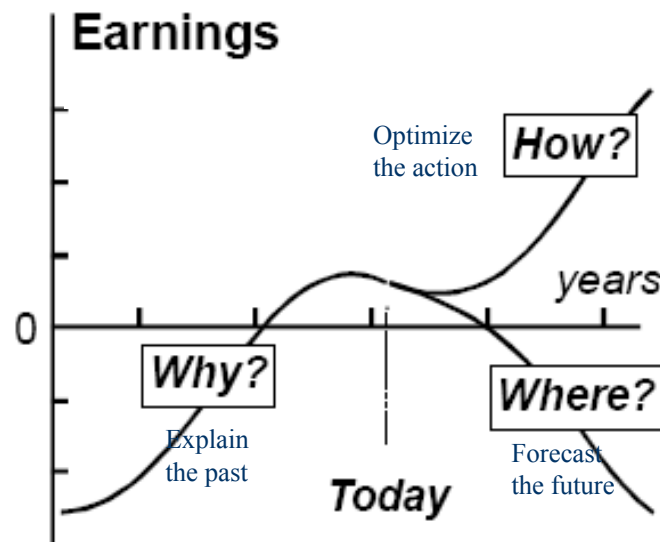 Earnings
Optimize
the action
How?
years
0
Why?
Where?
Explain
the past
Forecast
the future
Today